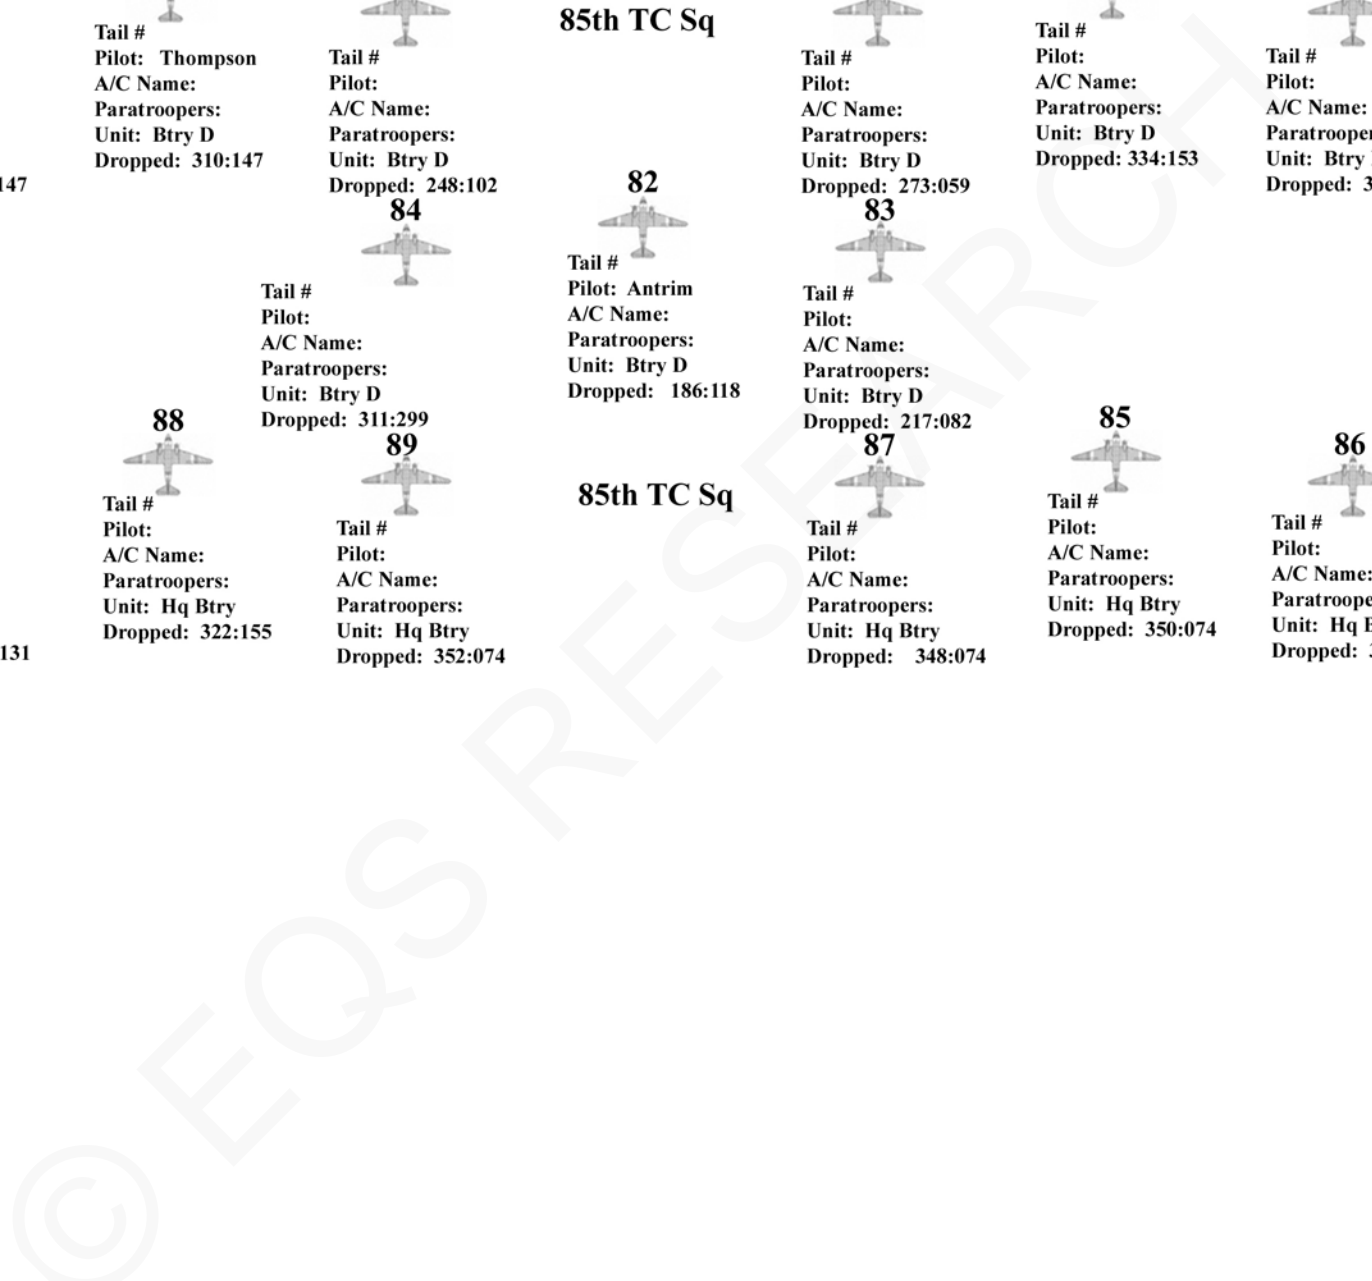 85th TC Sq
Tail #
Pilot: Thompson
A/C Name:
Paratroopers:
Unit: Btry D
Dropped: 310:147
Tail #
Pilot:
A/C Name:
Paratroopers:
Unit: Btry D
Dropped: 248:102
Tail #
Pilot:
A/C Name:
Paratroopers:
Unit: Btry D
Dropped: 273:059
Tail #
Pilot:
A/C Name:
Paratroopers:
Unit: Btry D
Dropped: 334:153
Tail #
Pilot:
A/C Name:
Unit: Btry
Dropped:
147
84
Tail #
Pilot:
A/C Name:
Paratroopers:
Unit: Btry D
Dropped: 311:299
82
Tail #
Pilot: Antrim
A/C Name:
Paratroopers:
Unit: Btry D
Dropped: 186:118
83
Tail #
Pilot:
A/C Name:
Paratroopers:
Unit: Btry D
Dropped: 217:082
88
Tail #
Pilot:
A/C Name:
Paratroopers:
Unit: Hq Btry
Dropped: 322:155
89
Tail #
Pilot:
A/C Name:
Paratroopers:
Unit: Hq Btry
Dropped: 352:074
85th TC Sq
87
Tail #
Pilot:
A/C Name:
Paratroopers:
Unit: Hq Btry
Dropped: 348:074
85
Tail #
Pilot:
A/C Name:
Paratroopers:
Unit: Hq Btry
Dropped: 350:074
86
Tail #
Pilot:
A/C Name:
Unit: Hq
Dropped:
131
© EQS RESEARCH